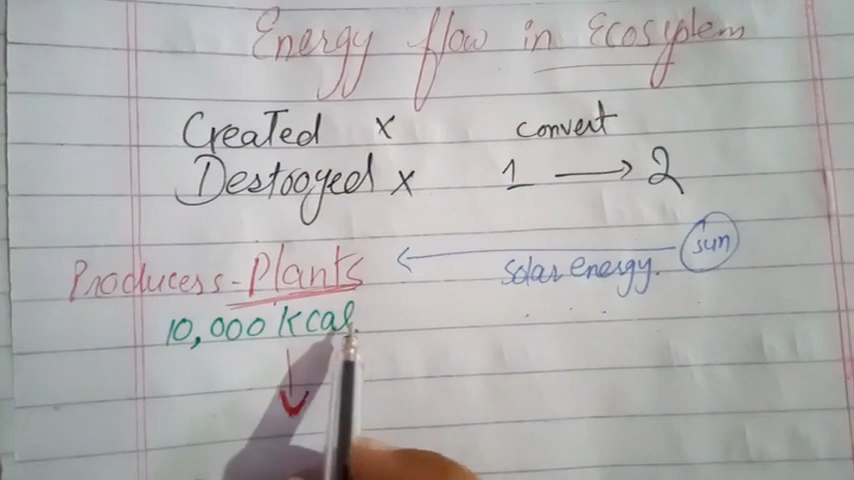 Energy flow in Ecosystem
Created x convert
Destroyed x 1 → 2
Producers - Plants ← solar energy. sun
10,000 kcal